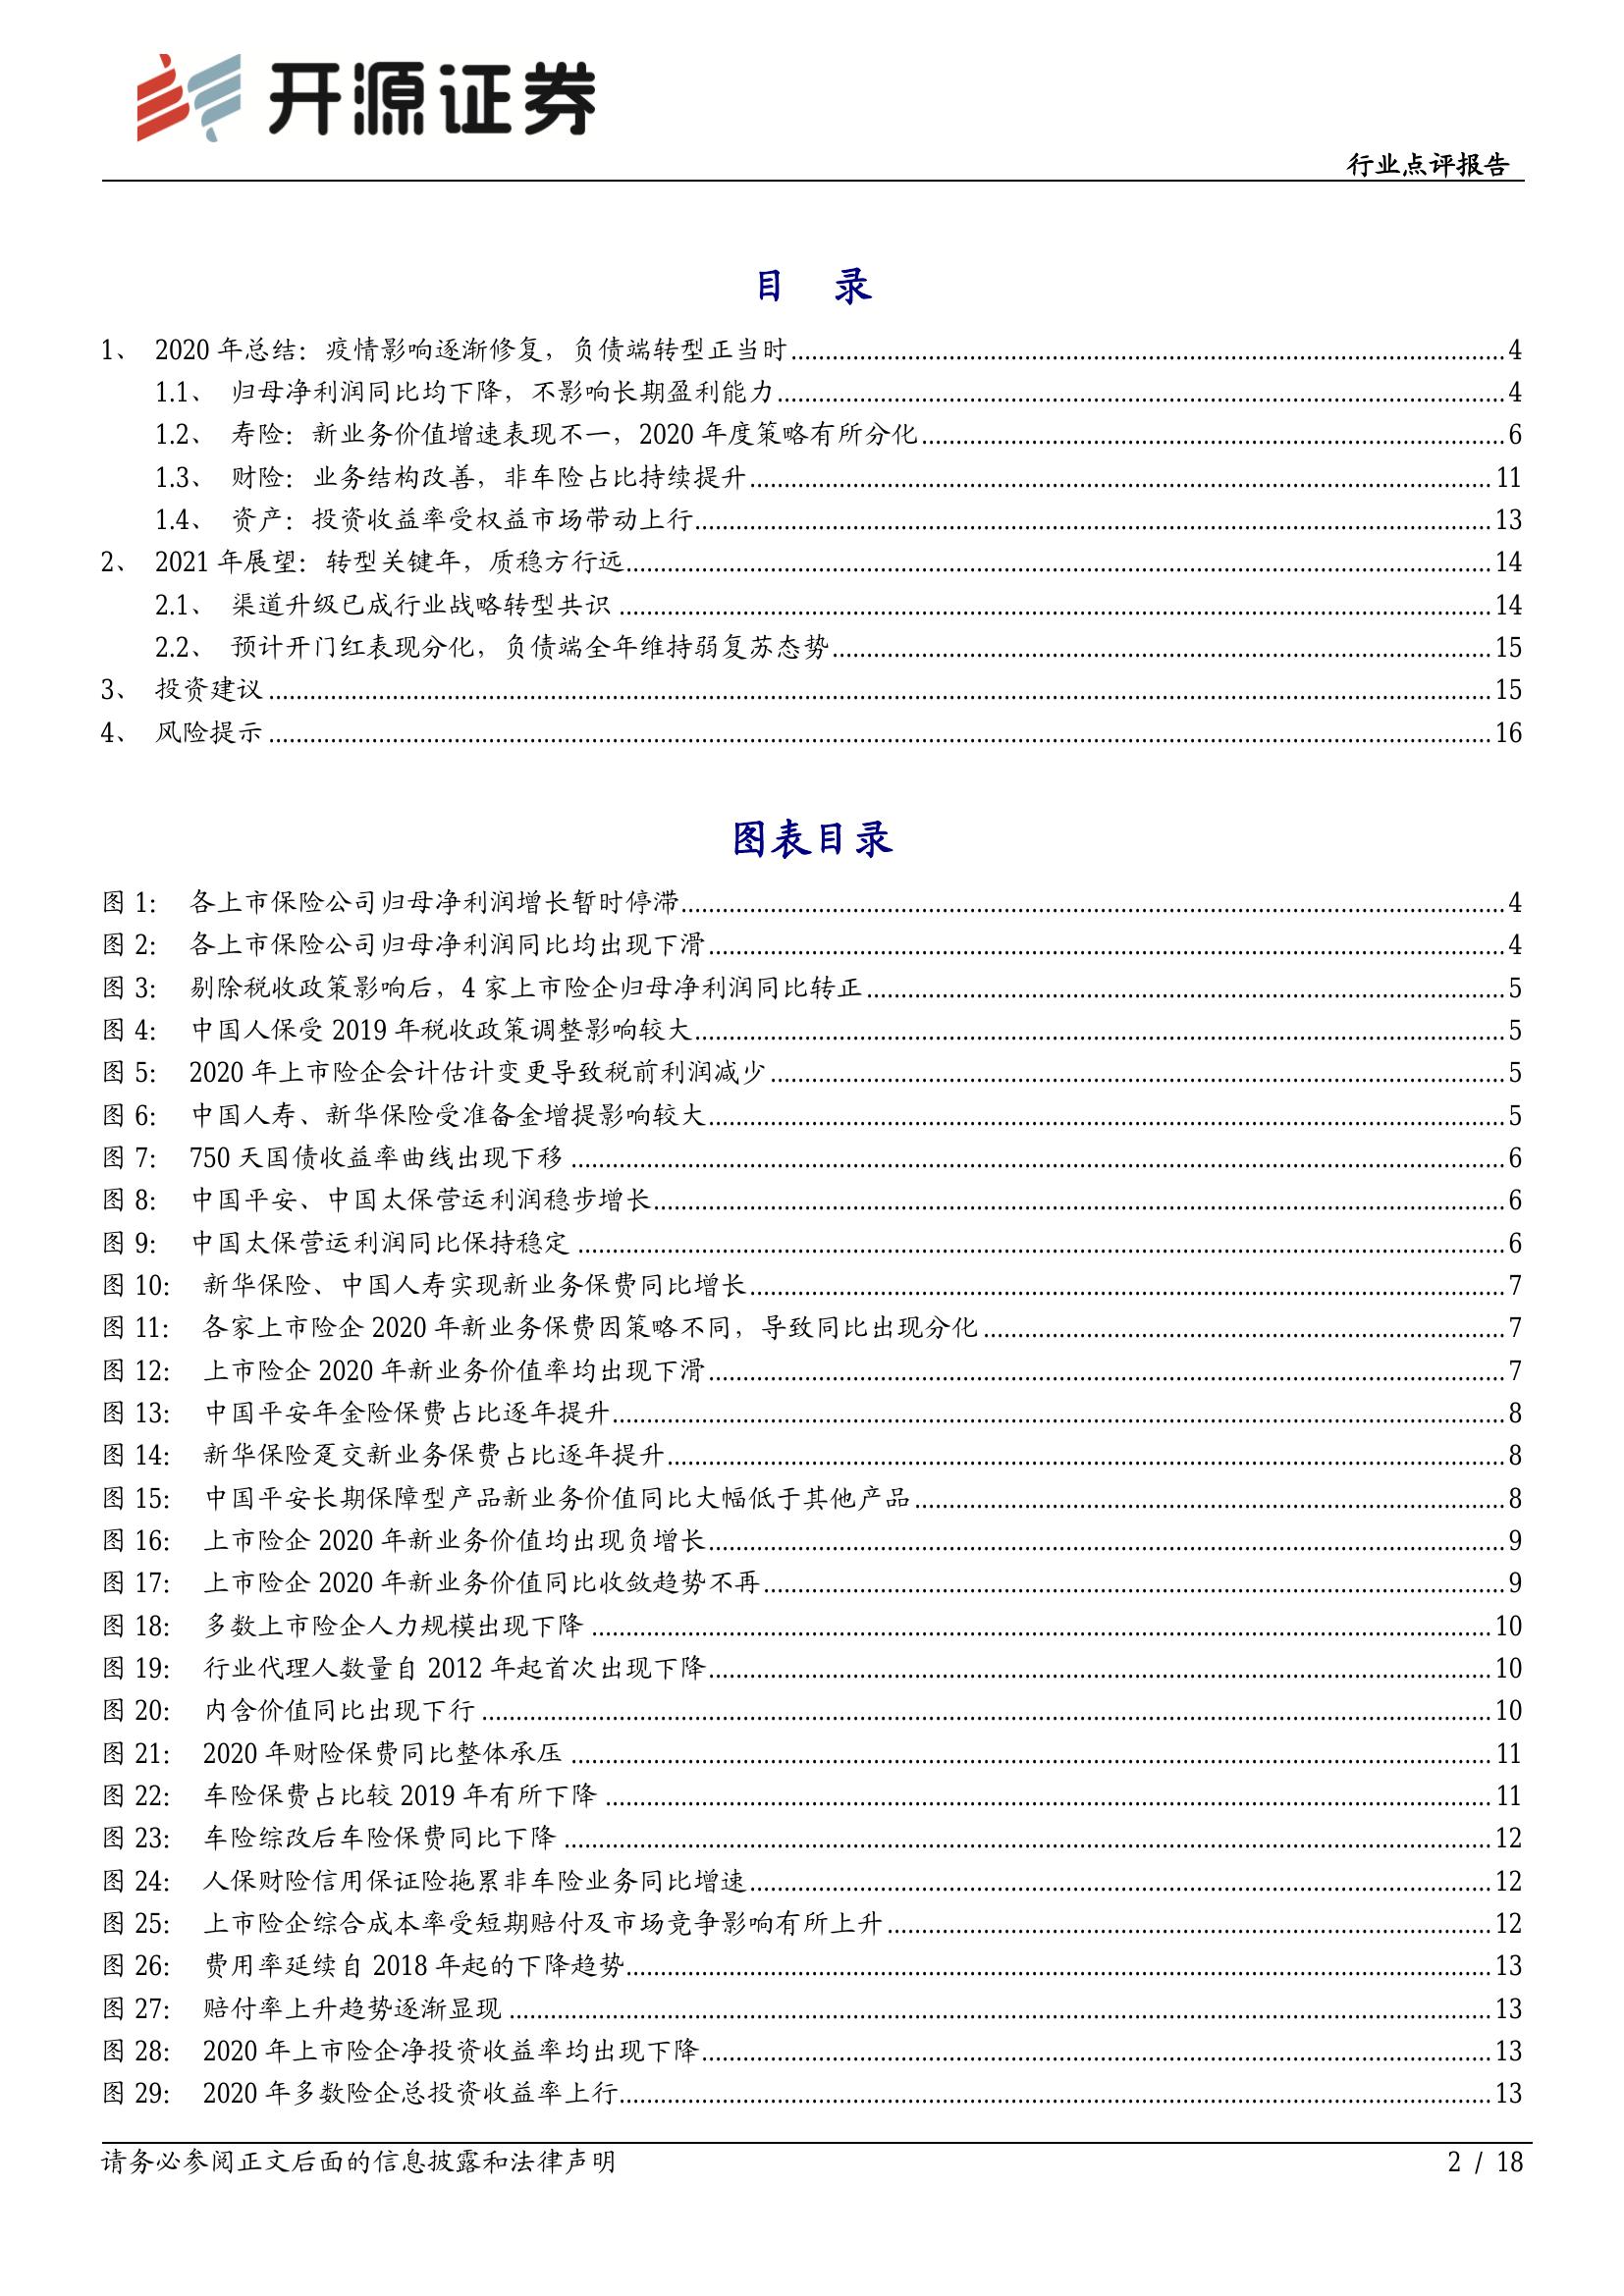 开源证券
行业点评报告
目 录
1、 2020 年总结：疫情影响逐渐修复，负债端转型正当时 4
1.1、 归母净利润同比均下降，不影响长期盈利能力 4
1.2、 寿险：新业务价值增速表现不一，2020 年度策略有所分化 6
1.3、 财险：业务结构改善，非车险占比持续提升 11
1.4、 资产：投资收益率受权益市场带动上行 13
2、 2021 年展望：转型关键年，质稳方行远 14
2.1、 渠道升级已成行业战略转型共识 14
2.2、 预计开门红表现分化，负债端全年维持弱复苏态势 15
3、 投资建议 15
4、 风险提示 16
图表目录
图 1： 各上市保险公司归母净利润增长暂时停滞 4
图 2： 各上市保险公司归母净利润同比均出现下滑 4
图 3： 剔除税收政策影响后，4 家上市险企归母净利润同比转正 5
图 4： 中国人保受 2019 年税收政策调整影响较大 5
图 5： 2020 年上市险企会计估计变更导致税前利润减少 5
图 6： 中国人寿、新华保险受准备金增提影响较大 5
图 7： 750 天国债收益率曲线出现下移 6
图 8： 中国平安、中国太保营运利润稳步增长 6
图 9： 中国太保营运利润同比保持稳定 6
图 10： 新华保险、中国人寿实现新业务保费同比增长 7
图 11： 各家上市险企 2020 年新业务保费因策略不同，导致同比出现分化 7
图 12： 上市险企 2020 年新业务价值率均出现下滑 7
图 13： 中国平安年金险保费占比逐年提升 8
图 14： 新华保险趸交新业务保费占比逐年提升 8
图 15： 中国平安长期保障型产品新业务价值同比大幅低于其他产品 8
图 16： 上市险企 2020 年新业务价值均出现负增长 9
图 17： 上市险企 2020 年新业务价值同比收敛趋势不再 9
图 18： 多数上市险企人力规模出现下降 10
图 19： 行业代理人数量自 2012 年起首次出现下降 10
图 20： 内含价值同比出现下行 10
图 21： 2020 年财险保费同比整体承压 11
图 22： 车险保费占比较 2019 年有所下降 11
图 23： 车险综改后车险保费同比下降 12
图 24： 人保财险信用保证险拖累非车险业务同比增速 12
图 25： 上市险企综合成本率受短期赔付及市场竞争影响有所上升 12
图 26： 费用率延续自 2018 年起的下降趋势 13
图 27： 赔付率上升趋势逐渐显现 13
图 28： 2020 年上市险企净投资收益率均出现下降 13
图 29： 2020 年多数险企总投资收益率上行 13
请务必参阅正文后面的信息披露和法律声明 2 / 18